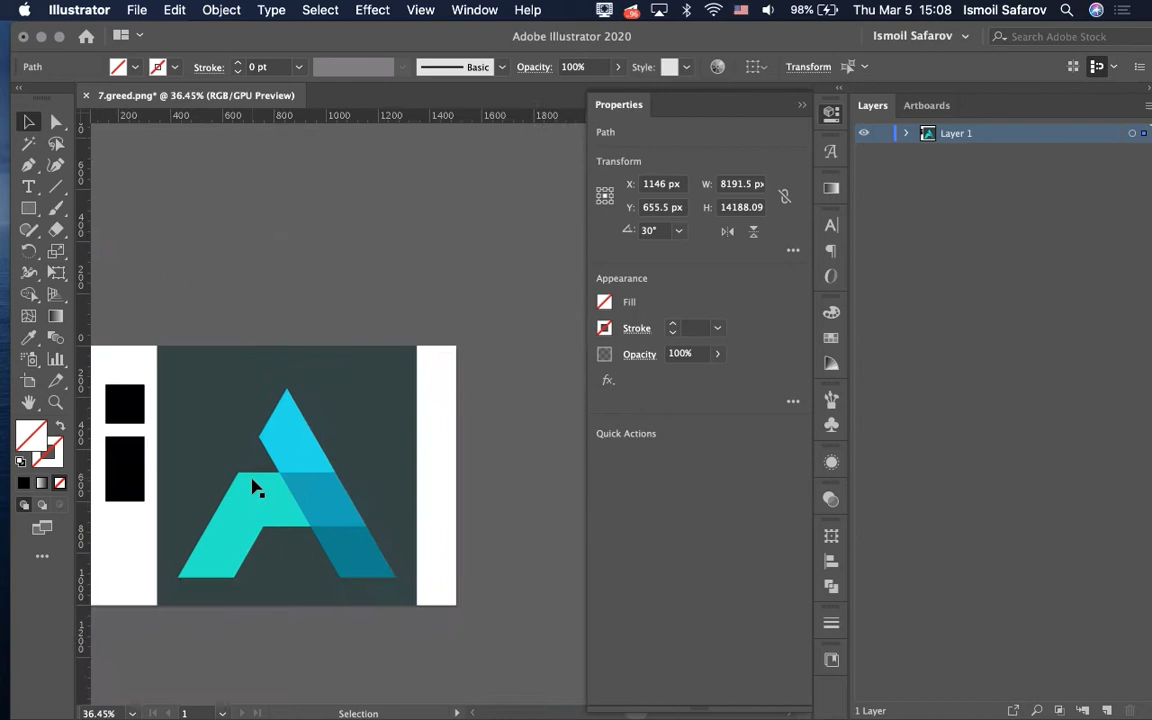 Illustrator File Edit Object Type Select Effect View Window Help 96 98% Thu Mar 5 15:08 Ismoil Safarov
Adobe Illustrator 2020 Ismoil Safarov Search Adobe Stock
Path Stroke: 0 pt Basic Opacity: 100% Style: Transform
7.greed.png* @ 36.45% (RGB/GPU Preview) Properties Layers Artboards
200 400 600 800 1000 1200 1400 1600 1800
Path Layer 1
Transform
X: 1146 px W: 8191.5 px
Y: 655.5 px H: 14188.09
30°
Appearance
Fill
Stroke
Opacity 100%
fx.
Quick Actions
36.45% 1 Selection 1 Layer